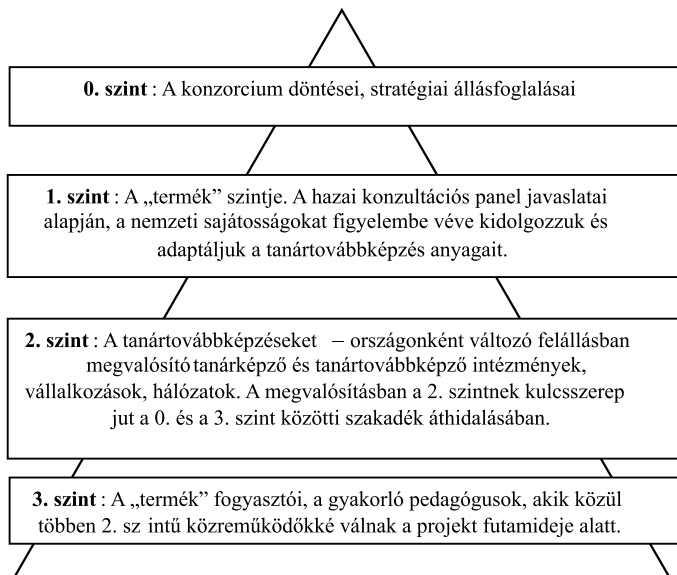 0. szint : A konzorcium döntései, stratégiai állásfoglalásai
1. szint : A „termék” szintje. A hazai konzultációs panel javaslatai
alapján, a nemzeti sajátosságokat figyelembe véve kidolgozzuk és
adaptáljuk a tanártovábbképzés anyagait.
2. szint : A tanártovábbképzéseket – országonként változó felállásban
megvalósító tanárképző és tanártovábbképző intézmények,
vállalkozások, hálózatok. A megvalósításban a 2. szintnek kulcsszerep
jut a 0. és a 3. szint közötti szakadék áthidalásában.
3. szint : A „termék” fogyasztói, a gyakorló pedagógusok, akik közül
többen 2. sz intű közreműködőkké válnak a projekt futamideje alatt.